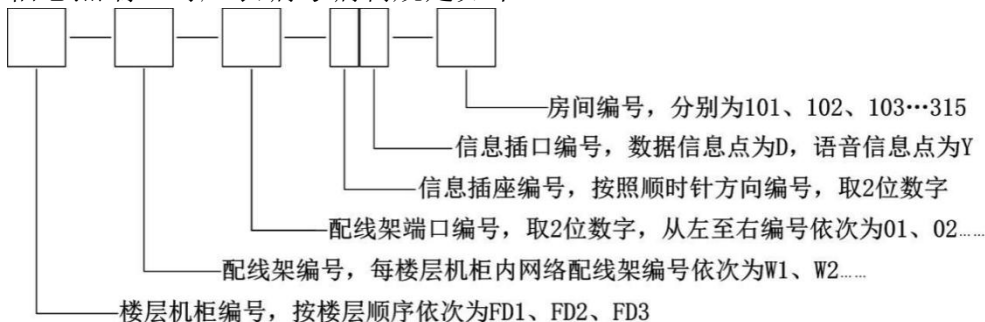 房间编号，分别为101、102、103…315
信息插口编号，数据信息点为D，语音信息点为Y
信息插座编号，按照顺时针方向编号，取2位数字
配线架端口编号，取2位数字，从左至右编号依次为01、02……
配线架编号，每楼层机柜内网络配线架编号依次为W1、W2……
楼层机柜编号，按楼层顺序依次为FD1、FD2、FD3